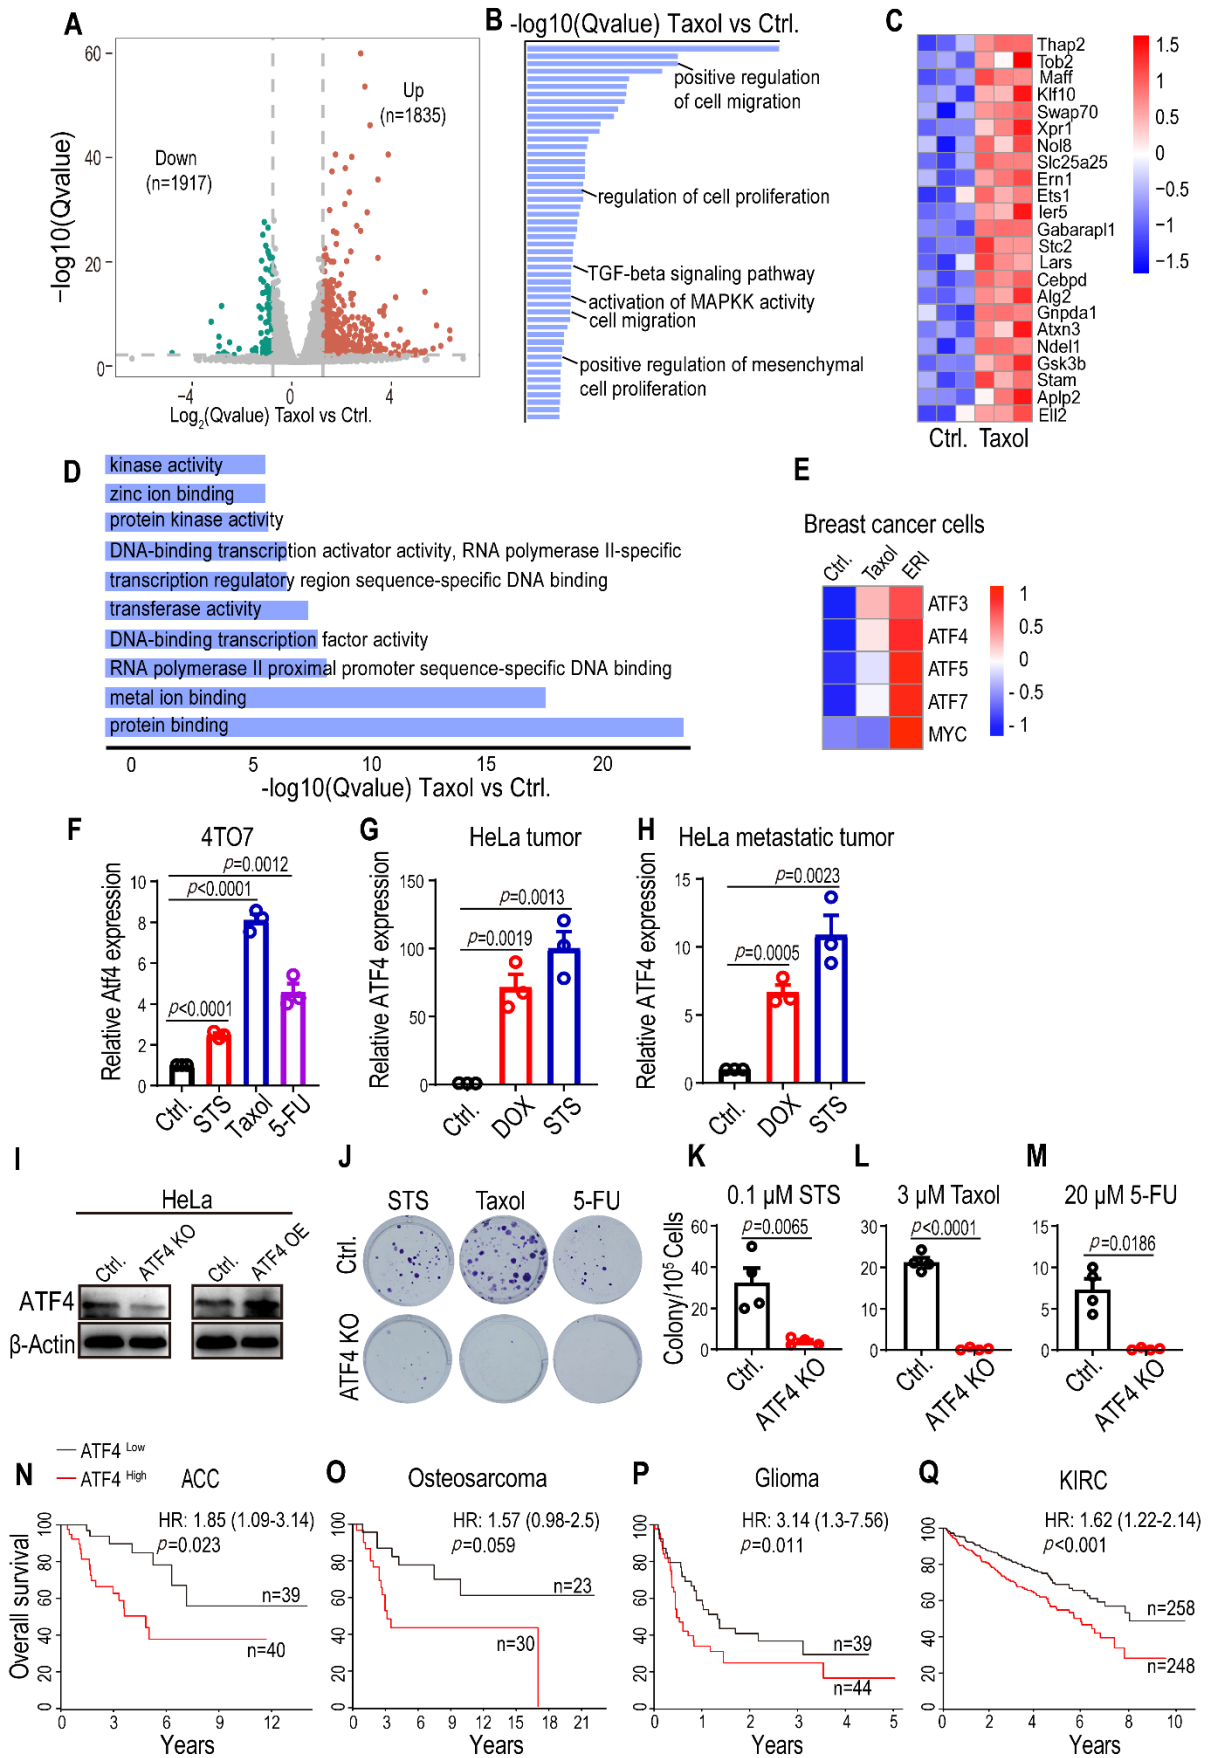 A
−log10(Qvalue)
60
40
20
0
Down
(n=1917)
Up
(n=1835)
−4
0
4
Log2(Qvalue) Taxol vs Ctrl.
B
-log10(Qvalue) Taxol vs Ctrl.
positive regulation
of cell migration
regulation of cell proliferation
TGF-beta signaling pathway
activation of MAPKK activity
cell migration
positive regulation of mesenchymal
cell proliferation
C
Thap2
Tob2
Maff
Klf10
Swap70
Xpr1
Nol8
Slc25a25
Ern1
Ets1
Ier5
Gabarapl1
Stc2
Lars
Cebpd
Alg2
Gnpda1
Atxn3
Ndel1
Gsk3b
Stam
Aplp2
Ell2
Ctrl. Taxol
1.5
1
0.5
0
−0.5
−1
−1.5
D
kinase activity
zinc ion binding
protein kinase activity
DNA-binding transcription activator activity, RNA polymerase II-specific
transcription regulatory region sequence-specific DNA binding
transferase activity
DNA-binding transcription factor activity
RNA polymerase II proximal promoter sequence-specific DNA binding
metal ion binding
protein binding
0 5 10 15 20
-log10(Qvalue) Taxol vs Ctrl.
E
Breast cancer cells
Ctrl. Taxol ERI
ATF3
ATF4
ATF5
ATF7
MYC
1
0.5
0
- 0.5
- 1
F
4TO7
Relative Atf4 expression
p=0.0012
p<0.0001
p<0.0001
10
8
6
4
2
0
Ctrl. STS Taxol 5-FU
G
HeLa tumor
Relative ATF4 expression
p=0.0013
p=0.0019
150
100
50
0
Ctrl. DOX STS
H
HeLa metastatic tumor
Relative ATF4 expression
p=0.0023
p=0.0005
15
10
5
0
Ctrl. DOX STS
I
HeLa
Ctrl. ATF4 KO Ctrl. ATF4 OE
ATF4
β-Actin
J
STS Taxol 5-FU
Ctrl.
ATF4 KO
K
0.1 µM STS
Colony/10⁵ Cells
p=0.0065
60
40
20
0
Ctrl. ATF4 KO
L
3 µM Taxol
p<0.0001
30
20
10
0
Ctrl. ATF4 KO
M
20 µM 5-FU
p=0.0186
15
10
5
0
Ctrl. ATF4 KO
ATF4 Low
ATF4 High
N
ACC
HR: 1.85 (1.09-3.14)
p=0.023
Overall survival
100
80
60
40
20
0
n=39
n=40
0 3 6 9 12
Years
O
Osteosarcoma
HR: 1.57 (0.98-2.5)
p=0.059
100
80
60
40
20
0
n=23
n=30
0 3 6 9 12 15 18 21
Years
P
Glioma
HR: 3.14 (1.3-7.56)
p=0.011
100
80
60
40
20
0
n=39
n=44
0 1 2 3 4 5
Years
Q
KIRC
HR: 1.62 (1.22-2.14)
p<0.001
100
80
60
40
20
0
n=258
n=248
0 2 4 6 8 10
Years